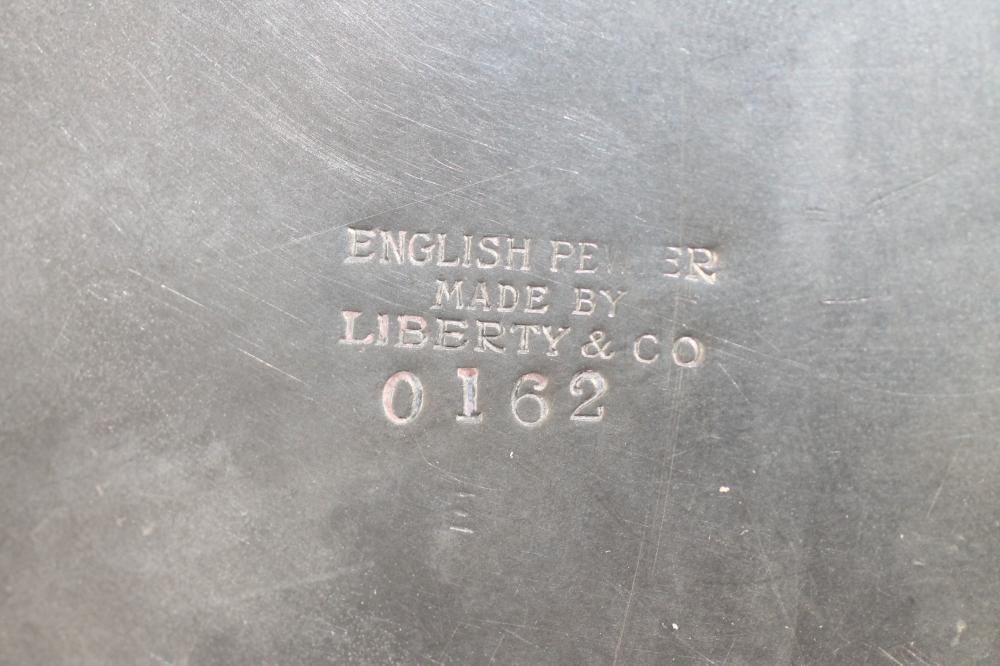 ENGLISH PEWTER
MADE BY
LIBERTY & CO
0162